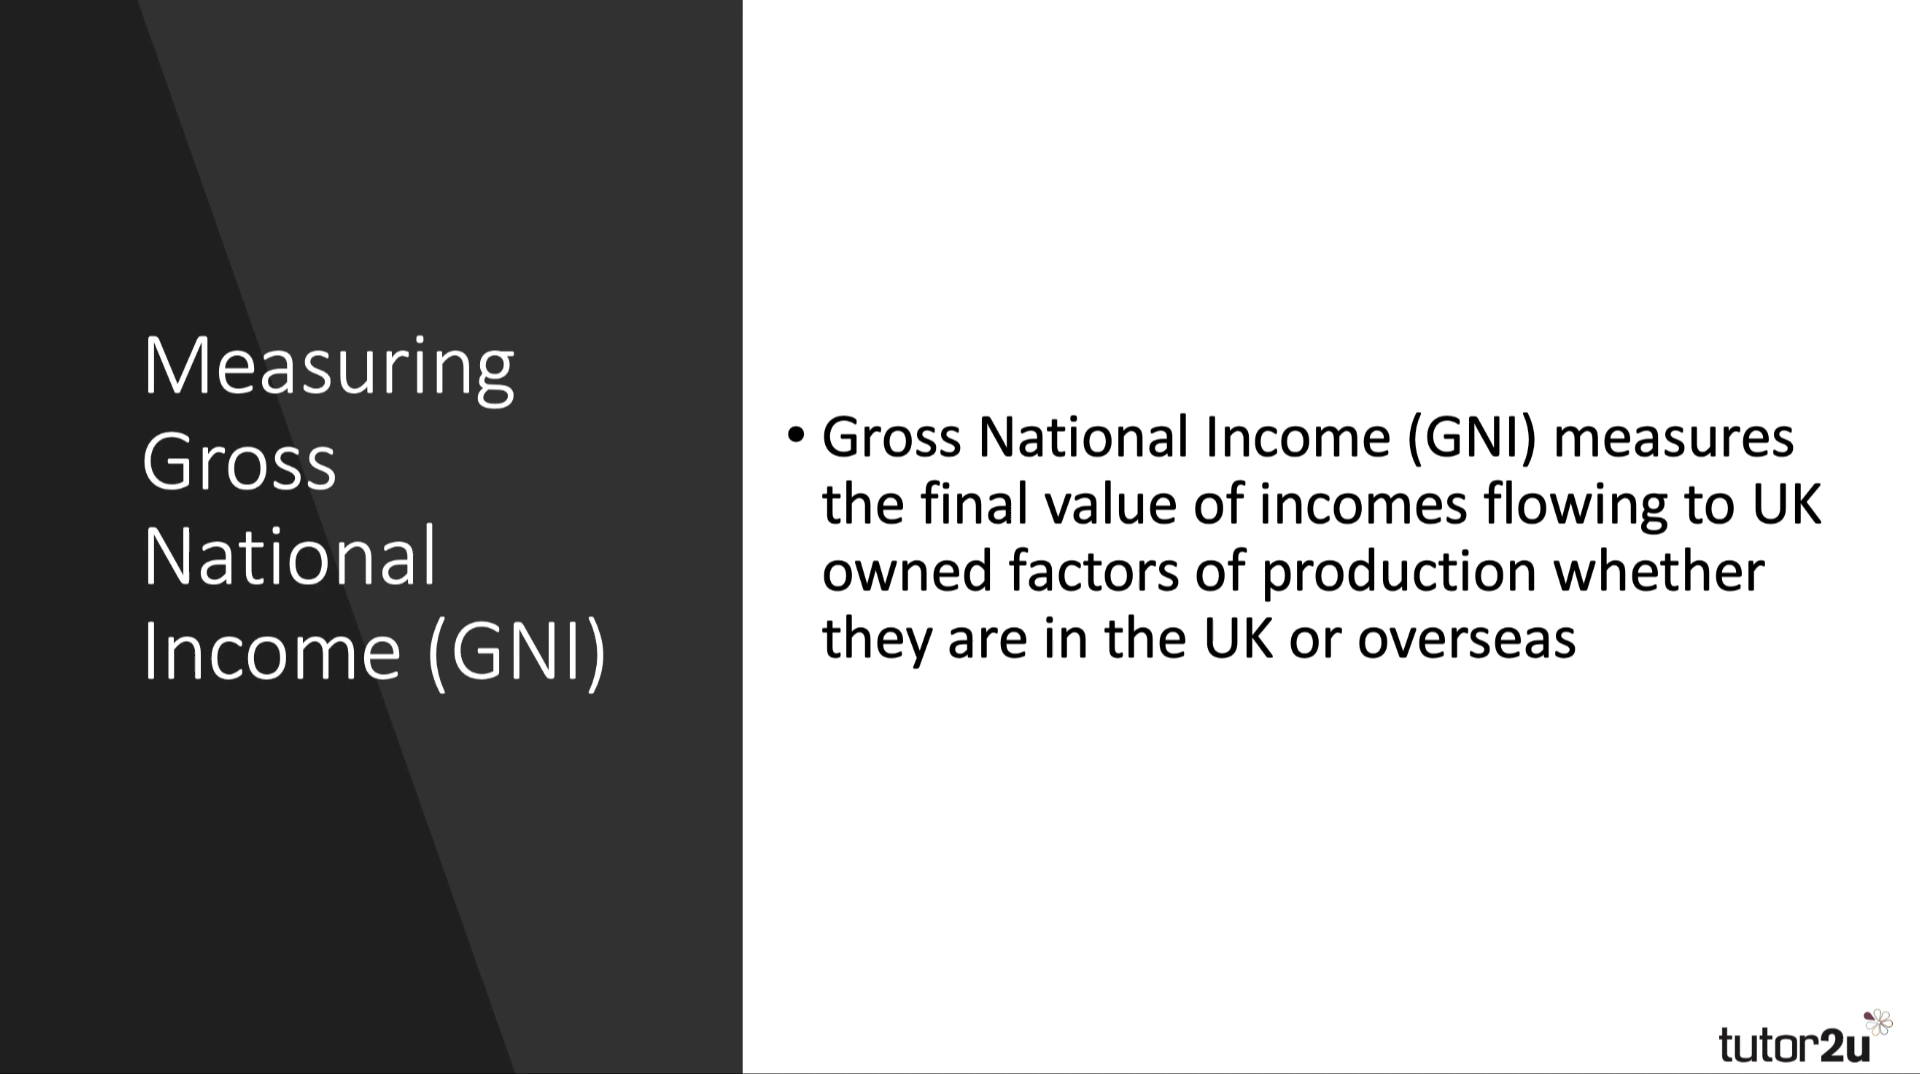 Measuring
Gross
National
Income (GNI)
• Gross National Income (GNI) measures
the final value of incomes flowing to UK
owned factors of production whether
they are in the UK or overseas
tutor2u